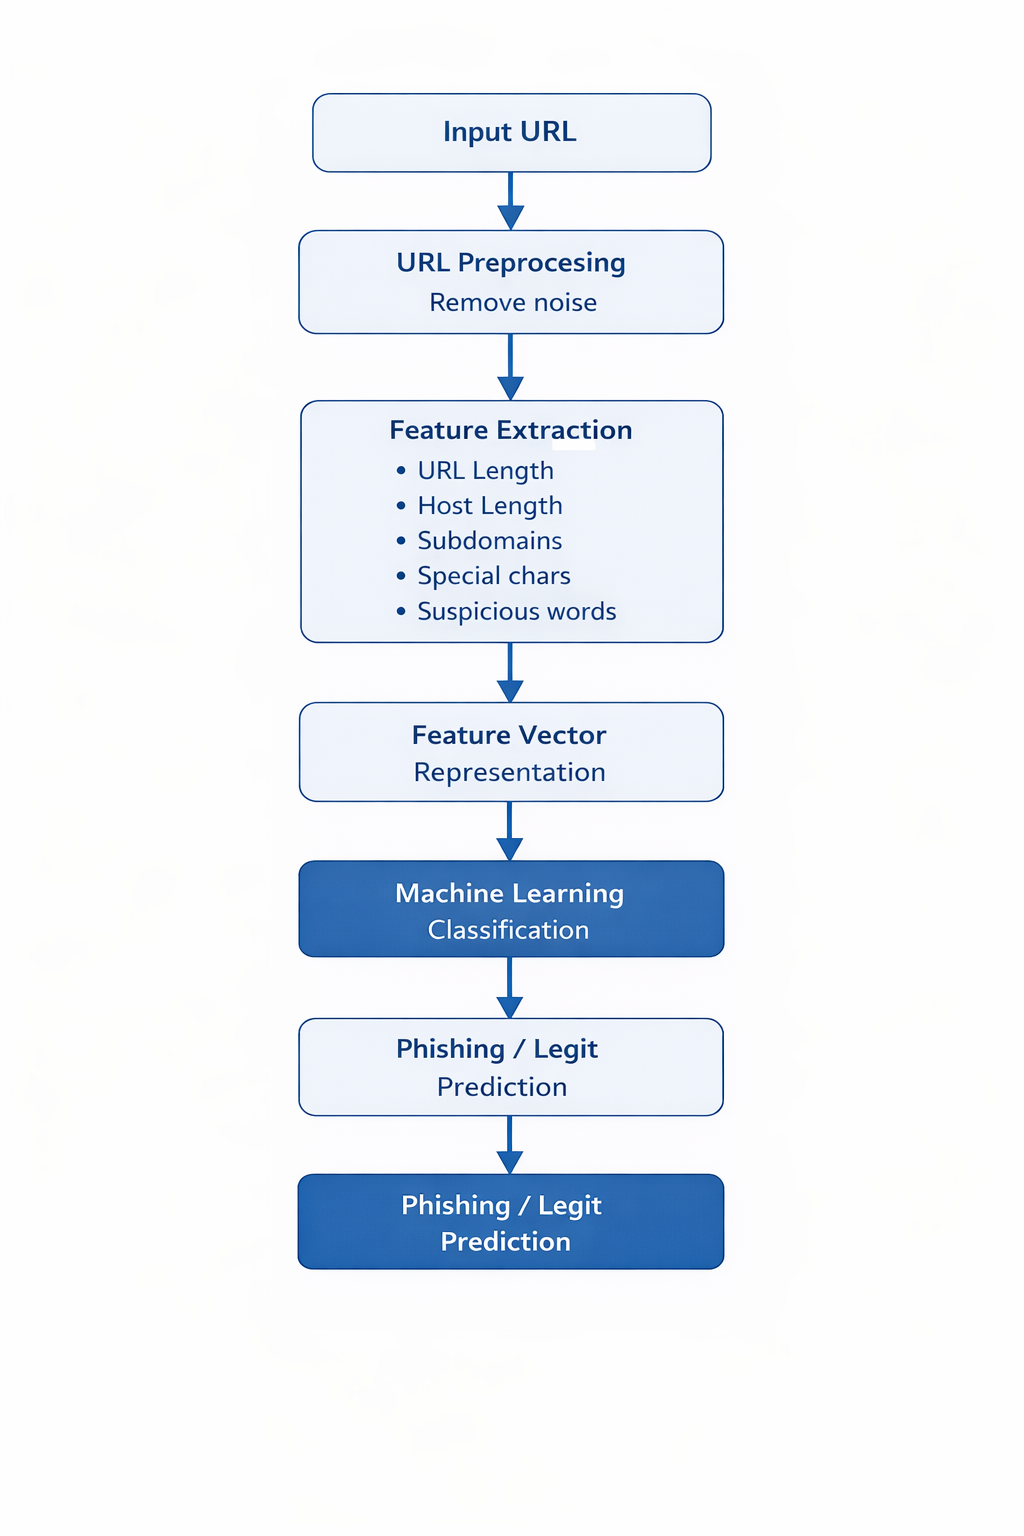 Input URL
URL Preprocesing
Remove noise
Feature Extraction
• URL Length
• Host Length
• Subdomains
• Special chars
• Suspicious words
Feature Vector
Representation
Machine Learning
Classification
Phishing / Legit
Prediction
Phishing / Legit
Prediction